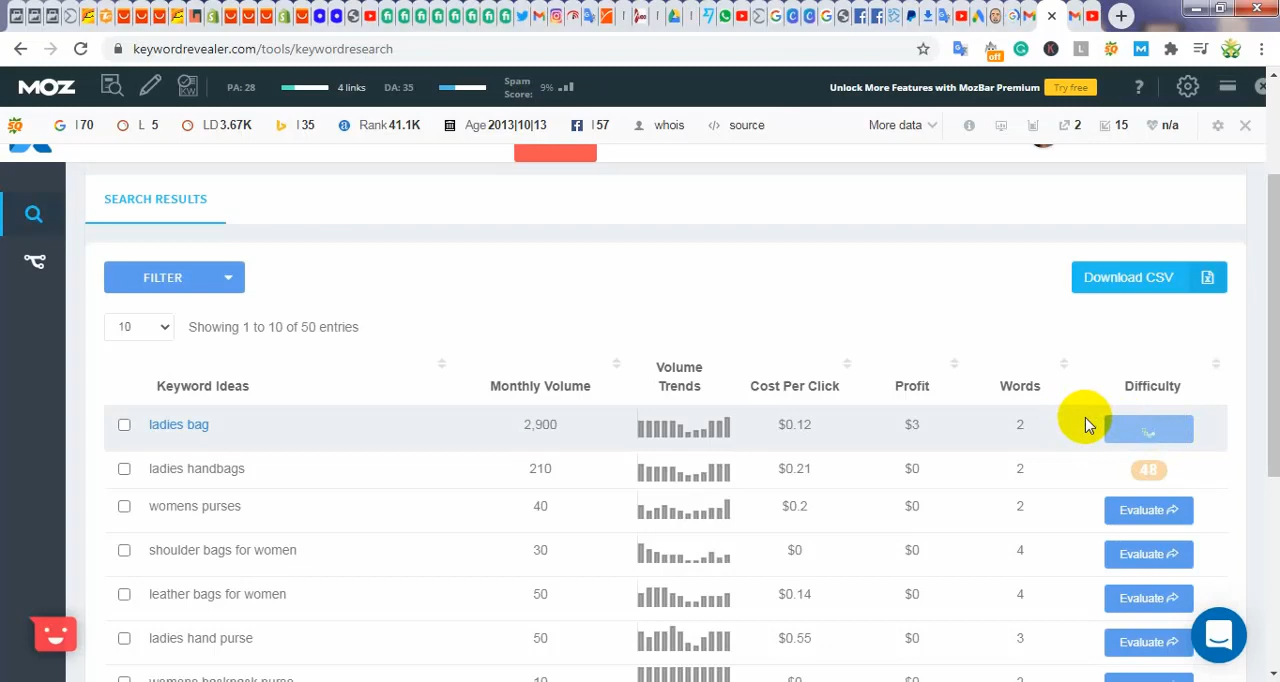 keywordrevealer.com/tools/keywordresearch
off
MOZ
PA: 28
4 links
DA: 35
Spam Score: 9%
Unlock More Features with MozBar Premium
Try free
?
I 70
L 5
LD 3.67K
I 35
Rank 41.1K
Age 2013|10|13
I 57
whois
source
More data
2
15
n/a
SEARCH RESULTS
FILTER
Download CSV
10
Showing 1 to 10 of 50 entries
Keyword Ideas
Monthly Volume
Volume Trends
Cost Per Click
Profit
Words
Difficulty
ladies bag 2,900 $0.12 $3 2
ladies handbags 210 $0.21 $0 2 48
womens purses 40 $0.2 $0 2 Evaluate
shoulder bags for women 30 $0 $0 4 Evaluate
leather bags for women 50 $0.14 $0 4 Evaluate
ladies hand purse 50 $0.55 $0 3 Evaluate